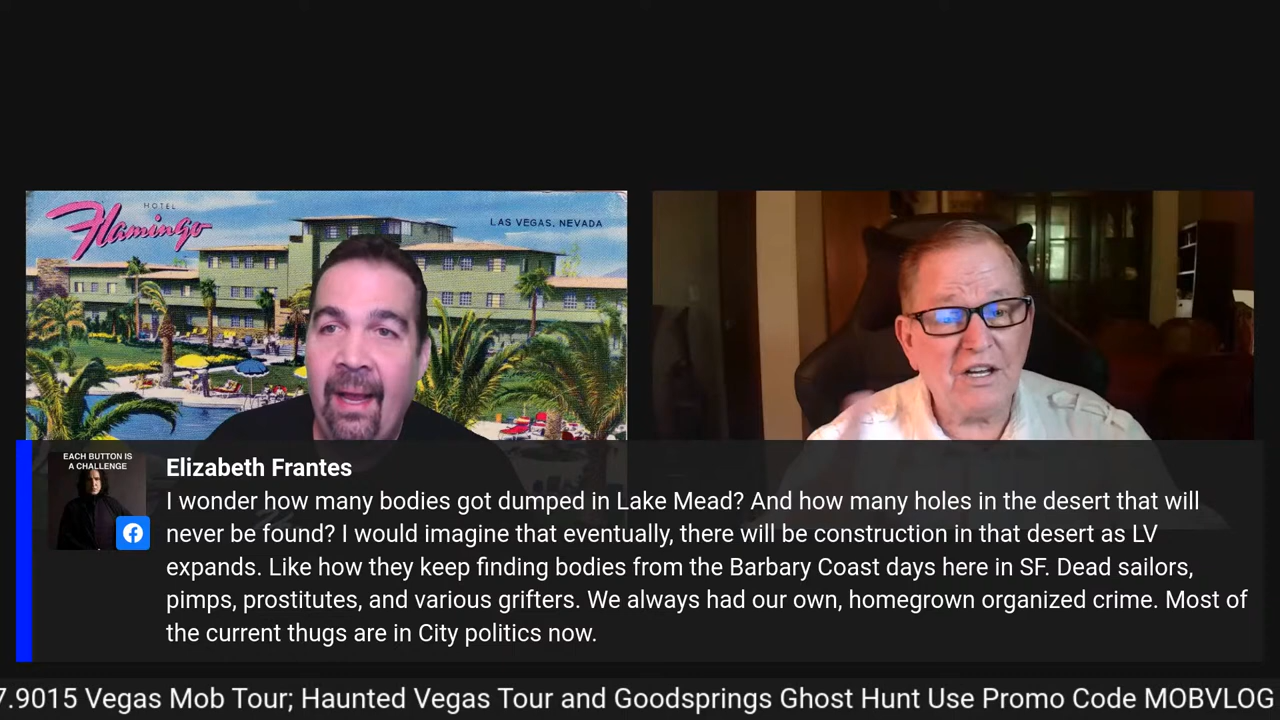 HOTEL
Flamingo
LAS VEGAS, NEVADA
EACH BUTTON IS
A CHALLENGE
Elizabeth Frantes
I wonder how many bodies got dumped in Lake Mead? And how many holes in the desert that will
never be found? I would imagine that eventually, there will be construction in that desert as LV
expands. Like how they keep finding bodies from the Barbary Coast days here in SF. Dead sailors,
pimps, prostitutes, and various grifters. We always had our own, homegrown organized crime. Most of
the current thugs are in City politics now.
7.9015 Vegas Mob Tour; Haunted Vegas Tour and Goodsprings Ghost Hunt Use Promo Code MOBVLOG